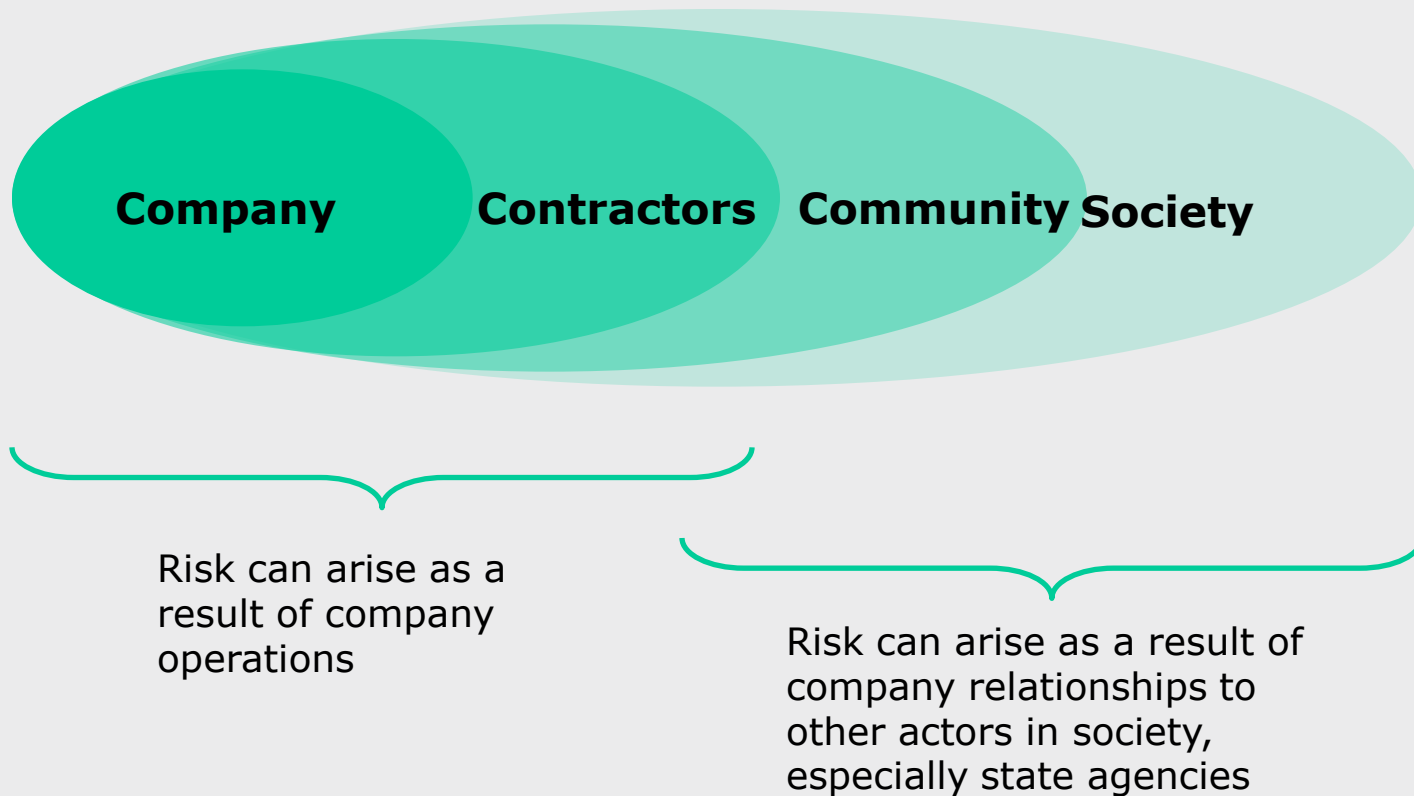 Company
Contractors
Community
Society
Risk can arise as a
result of company
operations
Risk can arise as a result of
company relationships to
other actors in society,
especially state agencies